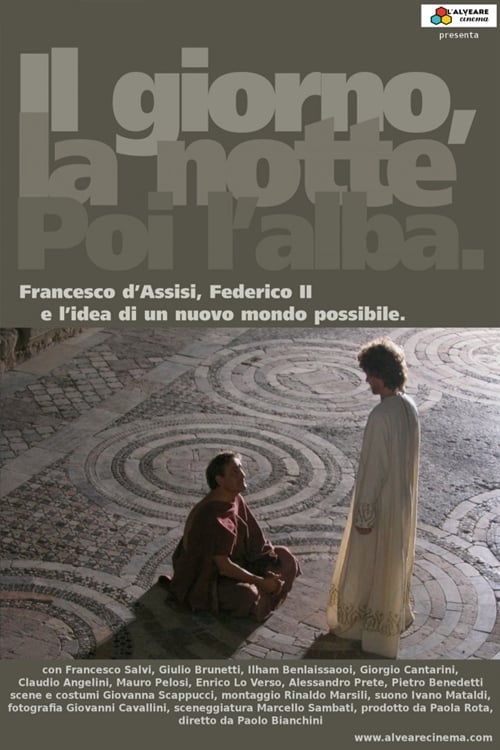 L'ALVEARE
cinema
presenta
Il giorno,
la notte
Poi l'alba.
Francesco d'Assisi, Federico II
e l'idea di un nuovo mondo possibile.
con Francesco Salvi, Giulio Brunetti, Ilham Benlaissaooi, Giorgio Cantarini,
Claudio Angelini, Mauro Pelosi, Enrico Lo Verso, Alessandro Prete, Pietro Benedetti
scene e costumi Giovanna Scappucci, montaggio Rinaldo Marsili, suono Ivano Mataldi,
fotografia Giovanni Cavallini, sceneggiatura Marcello Sambati, prodotto da Paola Rota,
diretto da Paolo Bianchini
www.alvearecinema.com